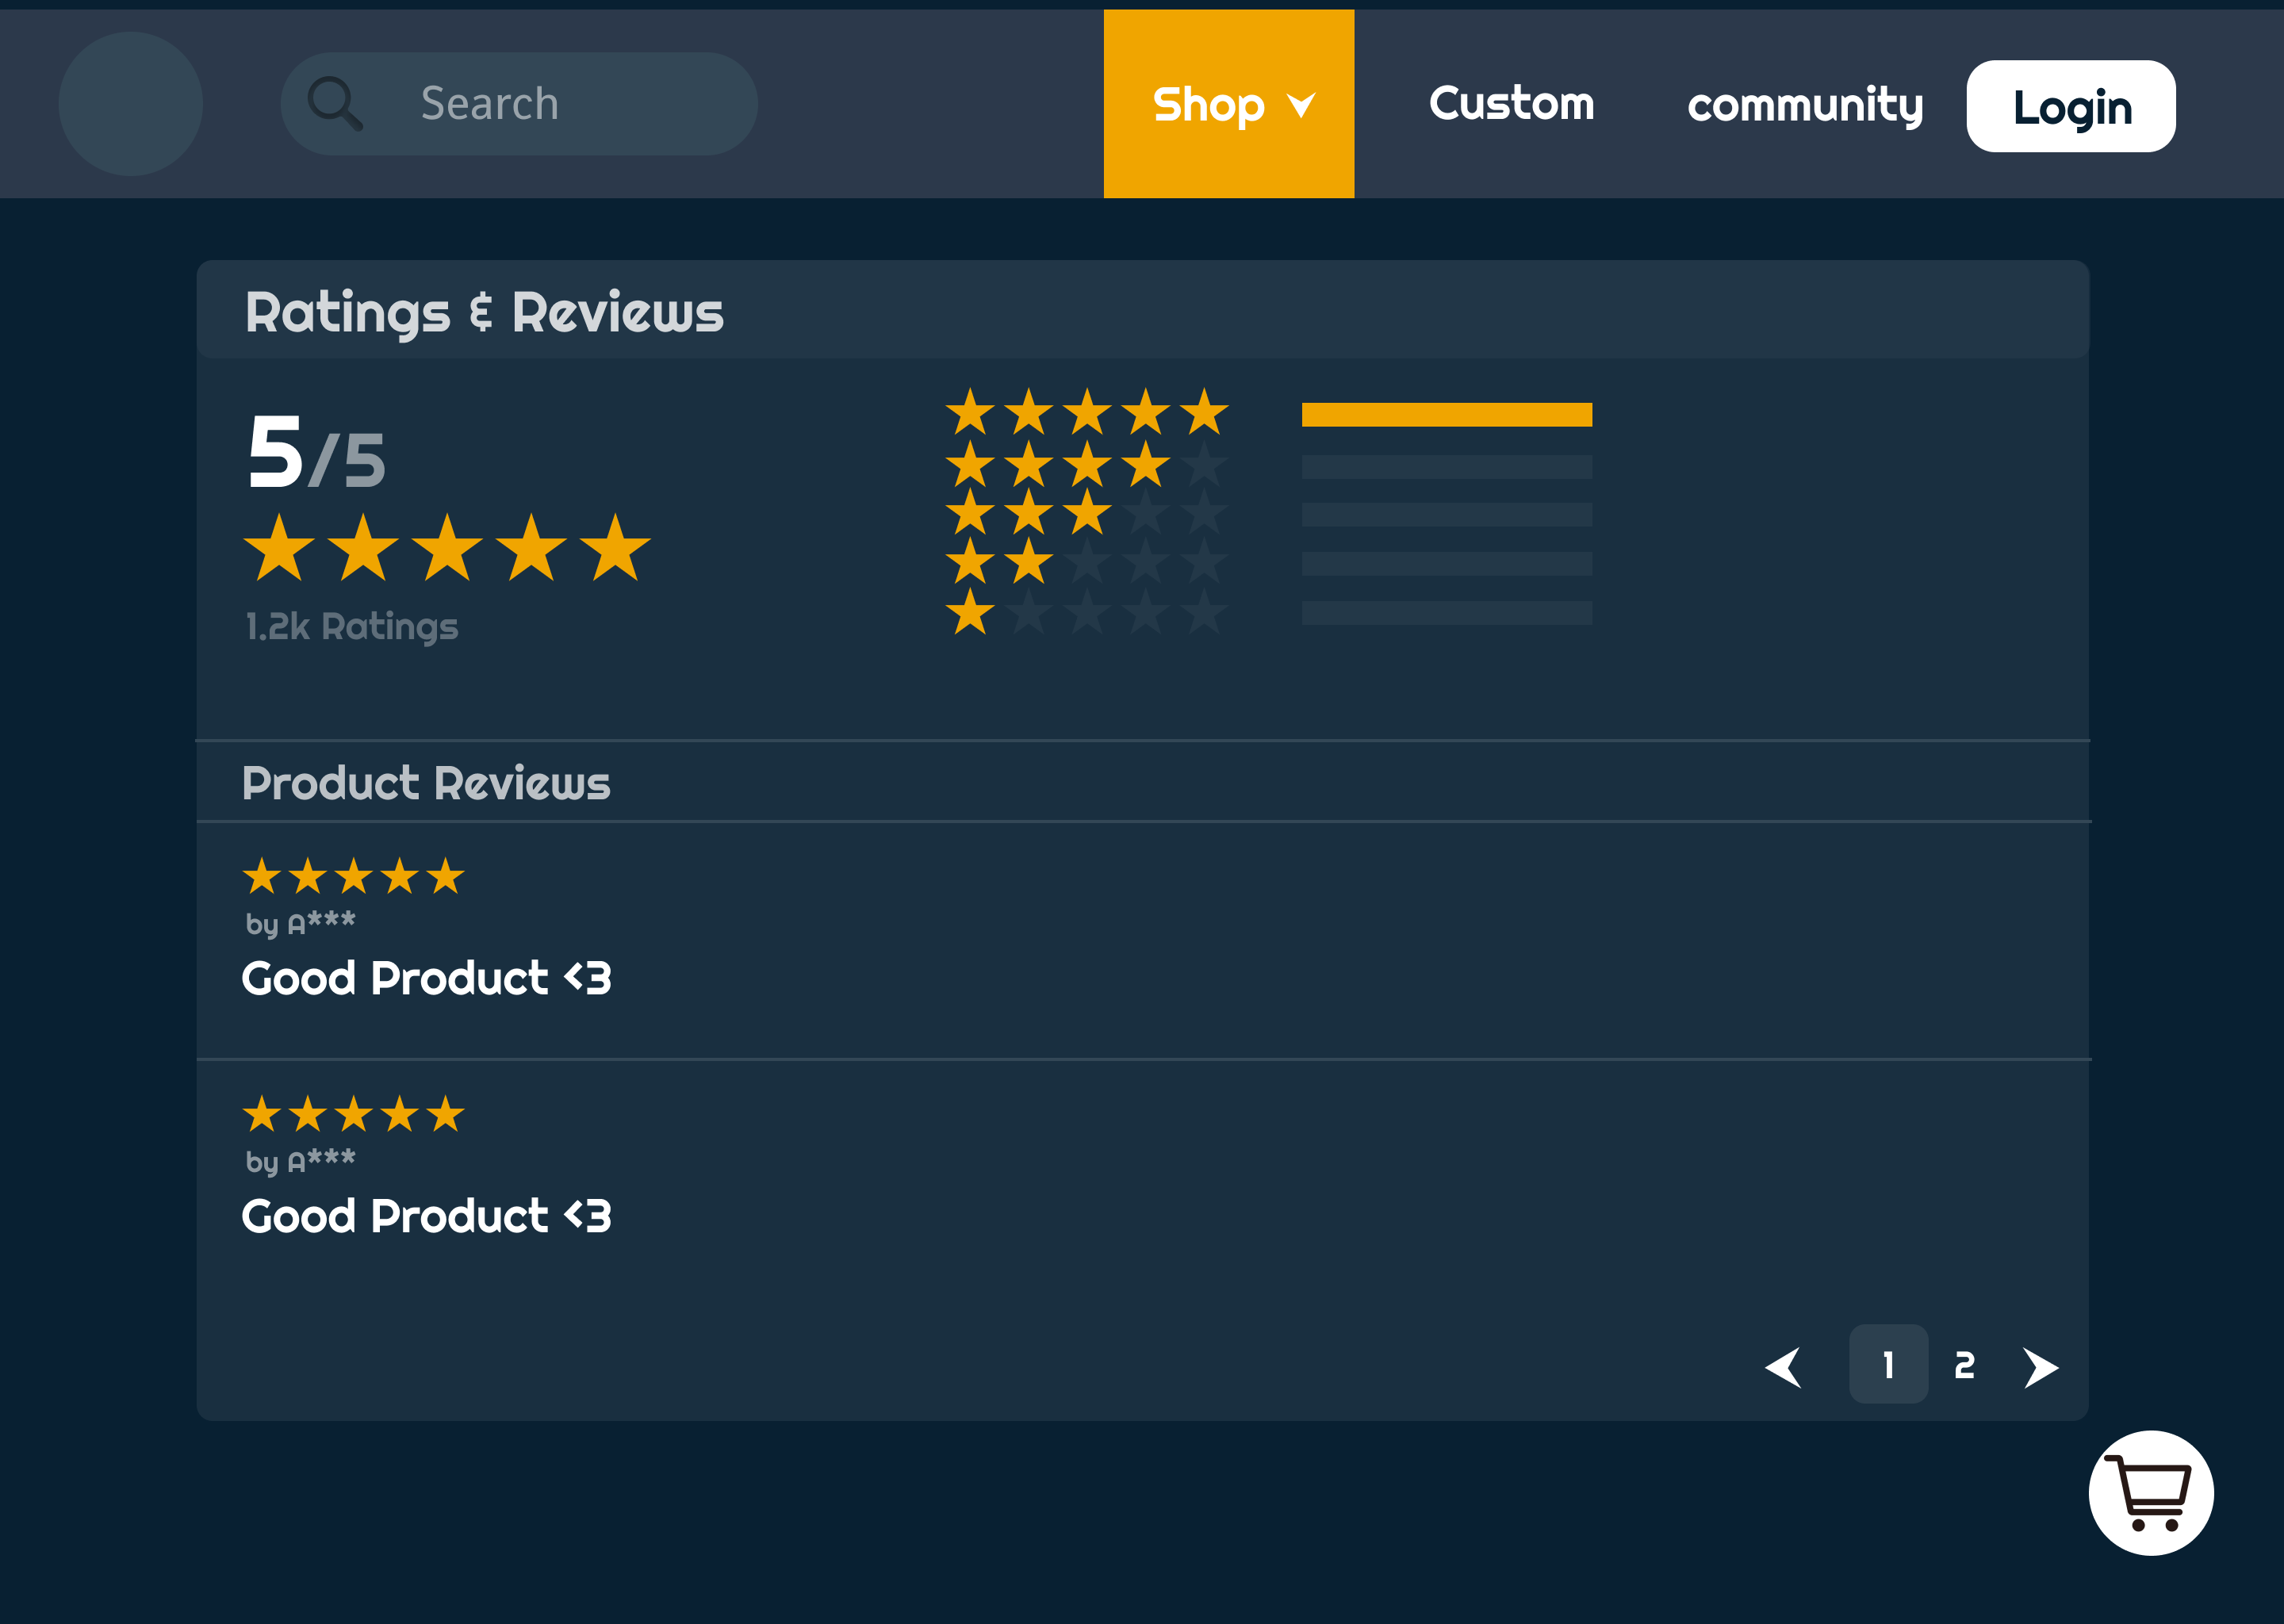 Search
Shop
Custom
community
Login
Ratings & Reviews
5/5
1.2k Ratings
Product Reviews
by A***
Good Product <3
by A***
Good Product <3
1 2